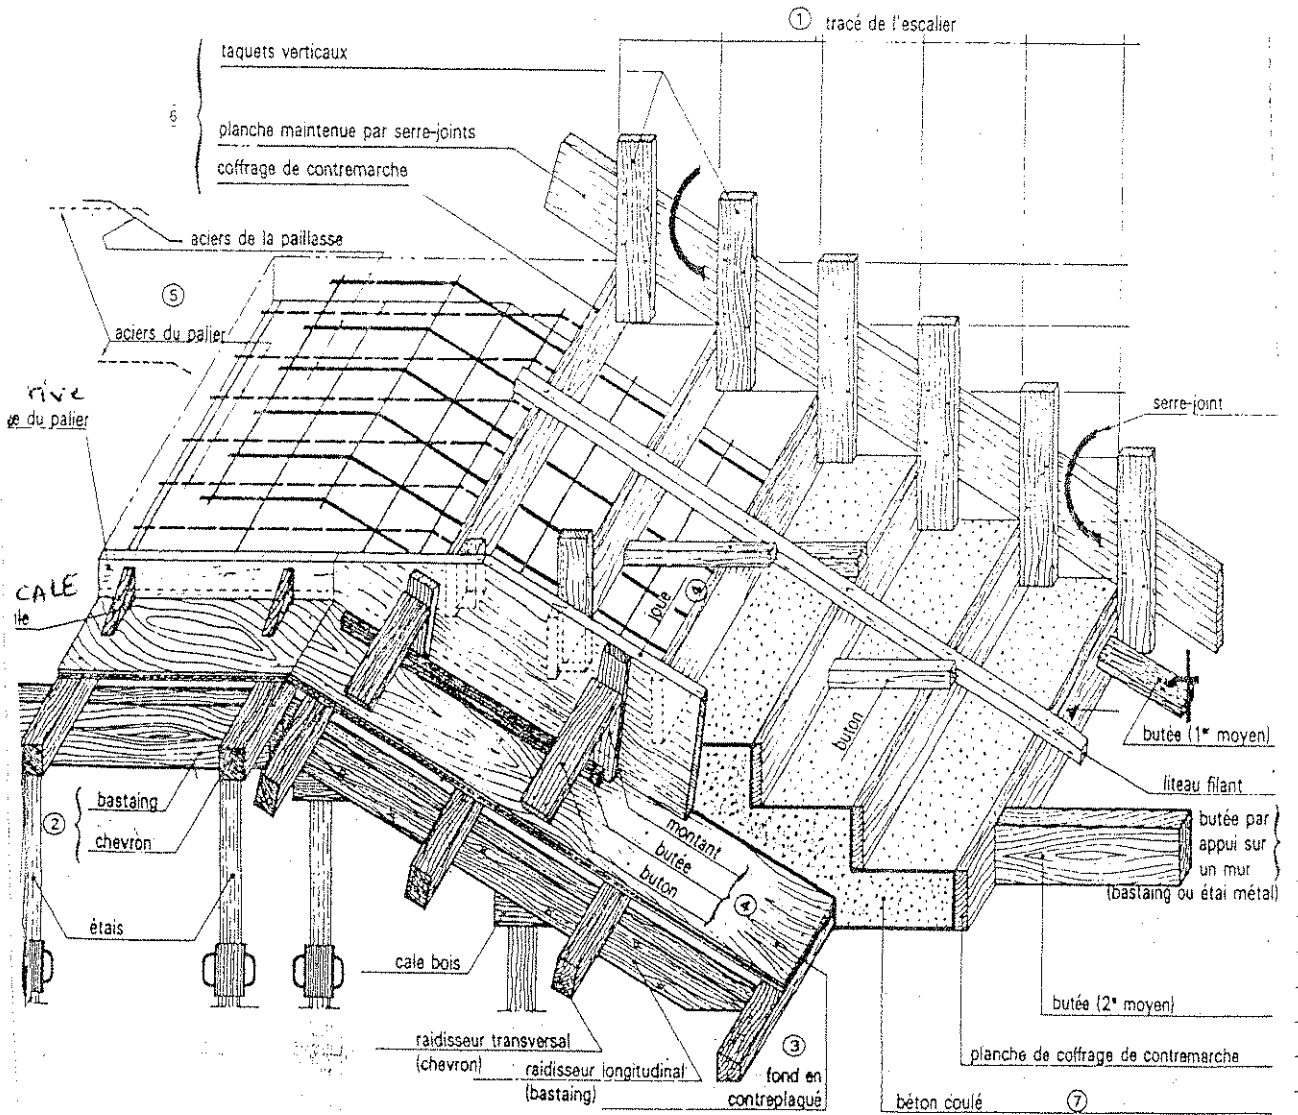 ① tracé de l'escalier
taquets verticaux
6
planche maintenue par serre-joints
coffrage de contremarche
aciers de la paillasse
⑤
aciers du palier
rive
du palier
serre-joint
CALE
joue
④
buton
butée (1er moyen)
liteau filant
bastaing
②
chevron
montant
butée
buton
④
butée par
appui sur
un mur
(bastaing ou étai métal)
étais
cale bois
butée (2e moyen)
raidisseur transversal
(chevron)
raidisseur longitudinal
(bastaing)
③
fond en
contreplaqué
planche de coffrage de contremarche
béton coulé ⑦